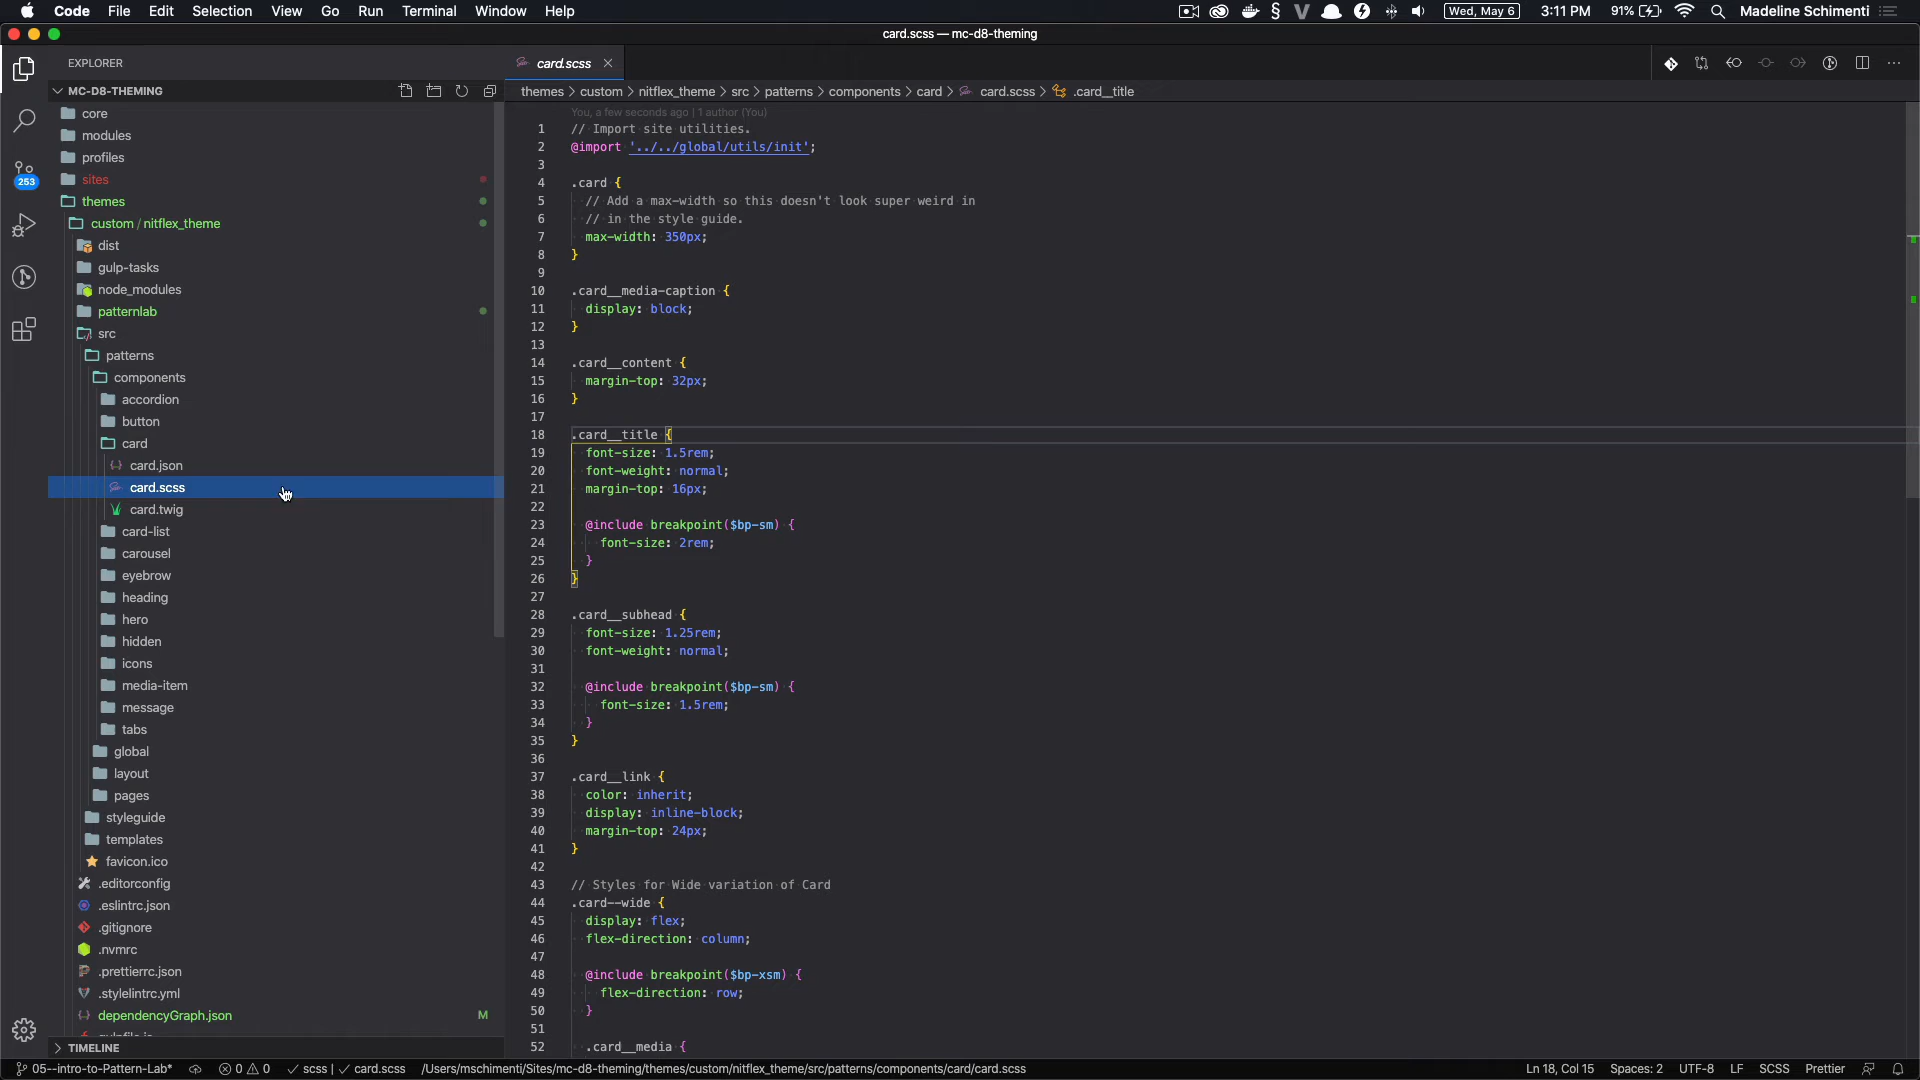 Code File Edit Selection View Go Run Terminal Window Help
Wed, May 6 3:11 PM 91% Madeline Schimenti
card.scss — mc-d8-theming
EXPLORER
MC-D8-THEMING
core
modules
profiles
sites
themes
custom / nitflex_theme
dist
gulp-tasks
node_modules
patternlab
src
patterns
components
accordion
button
card
card.json
card.scss
card.twig
card-list
carousel
eyebrow
heading
hero
hidden
icons
media-item
message
tabs
global
layout
pages
styleguide
templates
favicon.ico
.editorconfig
.eslintrc.json
.gitignore
.nvmrc
.prettierrc.json
.stylelintrc.yml
dependencyGraph.json M
TIMELINE
253
card.scss
themes > custom > nitflex_theme > src > patterns > components > card > card.scss > .card__title
You, a few seconds ago | 1 author (You)
1 // Import site utilities.
2 @import '../../global/utils/init';
3
4 .card {
5 // Add a max-width so this doesn't look super weird in
6 // in the style guide.
7 max-width: 350px;
8 }
9
10 .card__media-caption {
11 display: block;
12 }
13
14 .card__content {
15 margin-top: 32px;
16 }
17
18 .card__title {
19 font-size: 1.5rem;
20 font-weight: normal;
21 margin-top: 16px;
22
23 @include breakpoint($bp-sm) {
24 font-size: 2rem;
25 }
26 }
27
28 .card__subhead {
29 font-size: 1.25rem;
30 font-weight: normal;
31
32 @include breakpoint($bp-sm) {
33 font-size: 1.5rem;
34 }
35 }
36
37 .card__link {
38 color: inherit;
39 display: inline-block;
40 margin-top: 24px;
41 }
42
43 // Styles for Wide variation of Card
44 .card--wide {
45 display: flex;
46 flex-direction: column;
47
48 @include breakpoint($bp-xsm) {
49 flex-direction: row;
50 }
51
52 .card__media {
05--intro-to-Pattern-Lab* 0 0 scss | card.scss /Users/mschimenti/Sites/mc-d8-theming/themes/custom/nitflex_theme/src/patterns/components/card/card.scss Ln 18, Col 15 Spaces: 2 UTF-8 LF SCSS Prettier